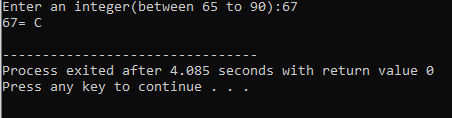 Enter an integer(between 65 to 90):67
67= C
--------------------------------
Process exited after 4.085 seconds with return value 0
Press any key to continue . . .